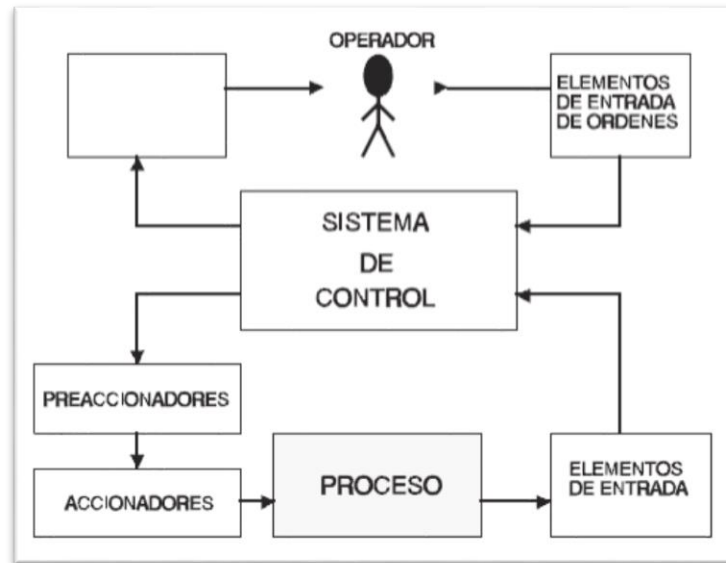 OPERADOR
ELEMENTOS
DE ENTRADA
DE ORDENES
SISTEMA
DE
CONTROL
PREACCIONADORES
ACCIONADORES
PROCESO
ELEMENTOS
DE ENTRADA